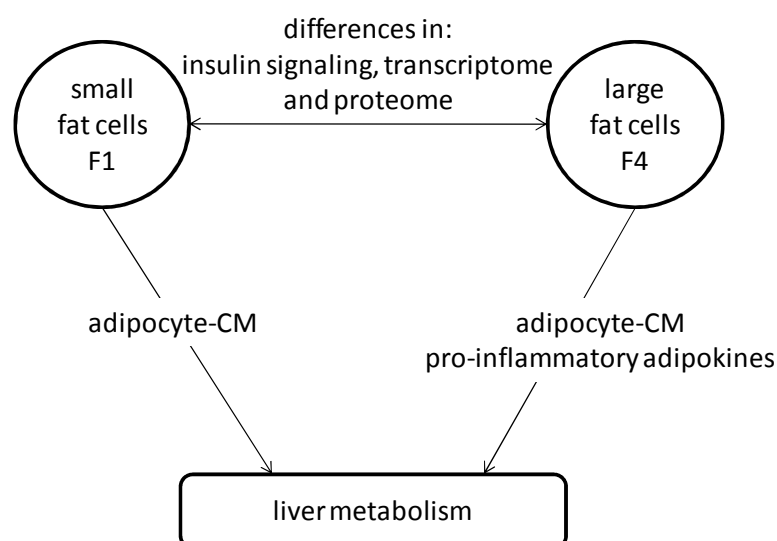 differences in:
insulin signaling, transcriptome
and proteome
small
fat cells
F1
large
fat cells
F4
adipocyte-CM
adipocyte-CM
pro-inflammatory adipokines
liver metabolism